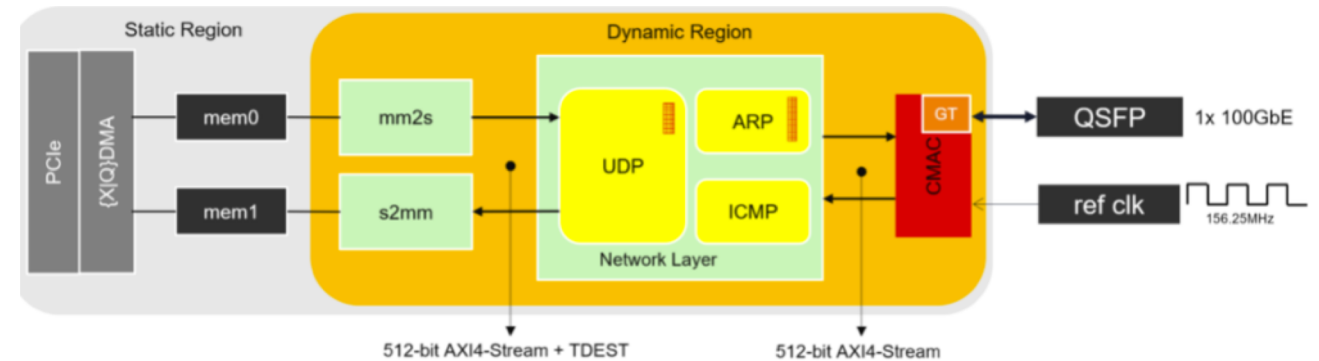 Static Region
Dynamic Region
PCIe
{X|Q}DMA
mem0
mem1
mm2s
s2mm
UDP
ARP
ICMP
Network Layer
GT
CMAC
QSFP
1x 100GbE
ref clk
156.25MHz
512-bit AXI4-Stream + TDEST
512-bit AXI4-Stream